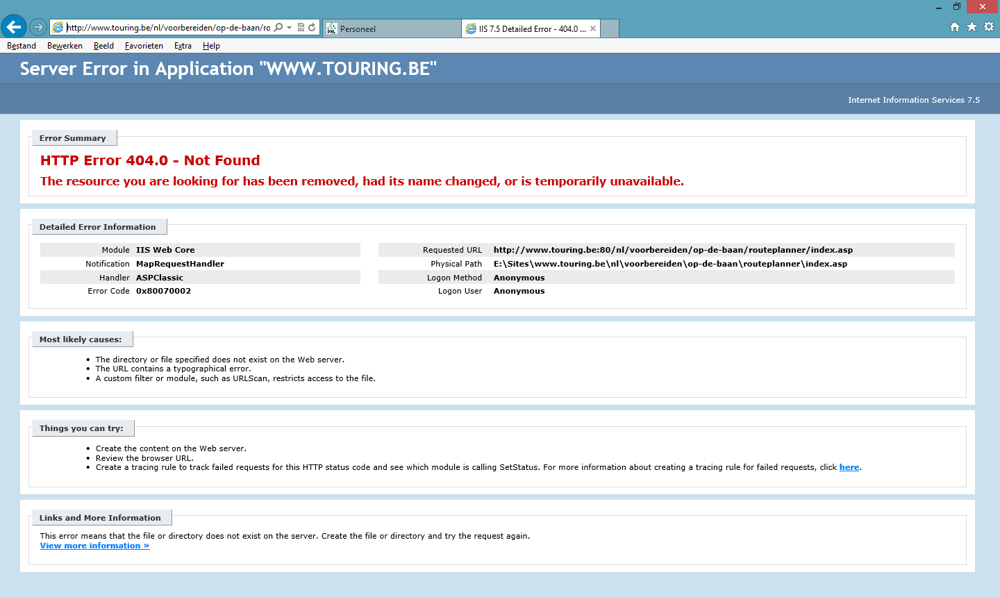 http://www.touring.be/nl/voorbereiden/op-de-baan/ro
PHL Personeel
IIS 7.5 Detailed Error - 404.0 ...
Bestand Bewerken Beeld Favorieten Extra Help
Server Error in Application "WWW.TOURING.BE"
Internet Information Services 7.5
Error Summary
HTTP Error 404.0 - Not Found
The resource you are looking for has been removed, had its name changed, or is temporarily unavailable.
Detailed Error Information
Module IIS Web Core
Notification MapRequestHandler
Handler ASPClassic
Error Code 0x80070002
Requested URL http://www.touring.be:80/nl/voorbereiden/op-de-baan/routeplanner/index.asp
Physical Path E:\Sites\www.touring.be\nl\voorbereiden\op-de-baan\routeplanner\index.asp
Logon Method Anonymous
Logon User Anonymous
Most likely causes:
• The directory or file specified does not exist on the Web server.
• The URL contains a typographical error.
• A custom filter or module, such as URLScan, restricts access to the file.
Things you can try:
• Create the content on the Web server.
• Review the browser URL.
• Create a tracing rule to track failed requests for this HTTP status code and see which module is calling SetStatus. For more information about creating a tracing rule for failed requests, click here.
Links and More Information
This error means that the file or directory does not exist on the server. Create the file or directory and try the request again.
View more information »